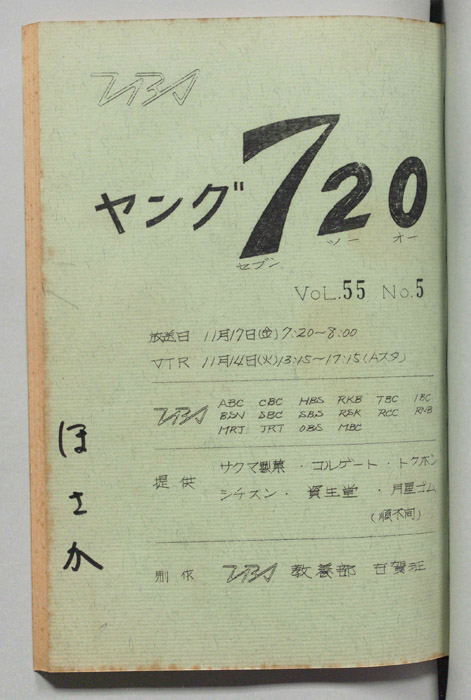 TBS
ヤング720
セブン ツー オー
VOL.55 No.5
放送日 11月17日(金)7:20~8:00
VTR 11月14日(火)13:15~17:15(Aスタ)
TBS ABC CBC HBS RKB TBC IBC
BSN SBC SBS RSK RCC RNB
MRT JRT OBS MBC
提供 サクマ製菓・コルゲート・トクホン
シチズン・資生堂・月星ゴム
(順不同)
制作 TBS 教養部 古賀班
ほさか